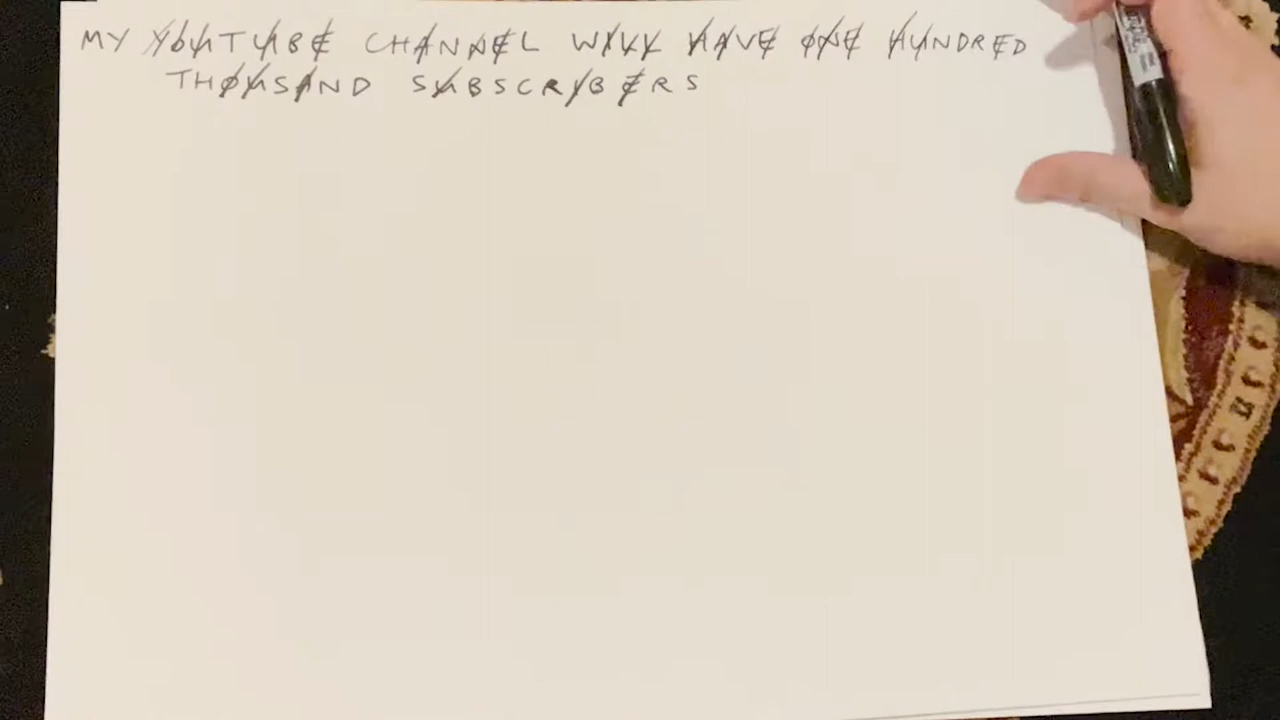 MY YOUTUBE CHANNEL WILL HAVE ONE HUNDRED
THOUSAND SUBSCRIBERS